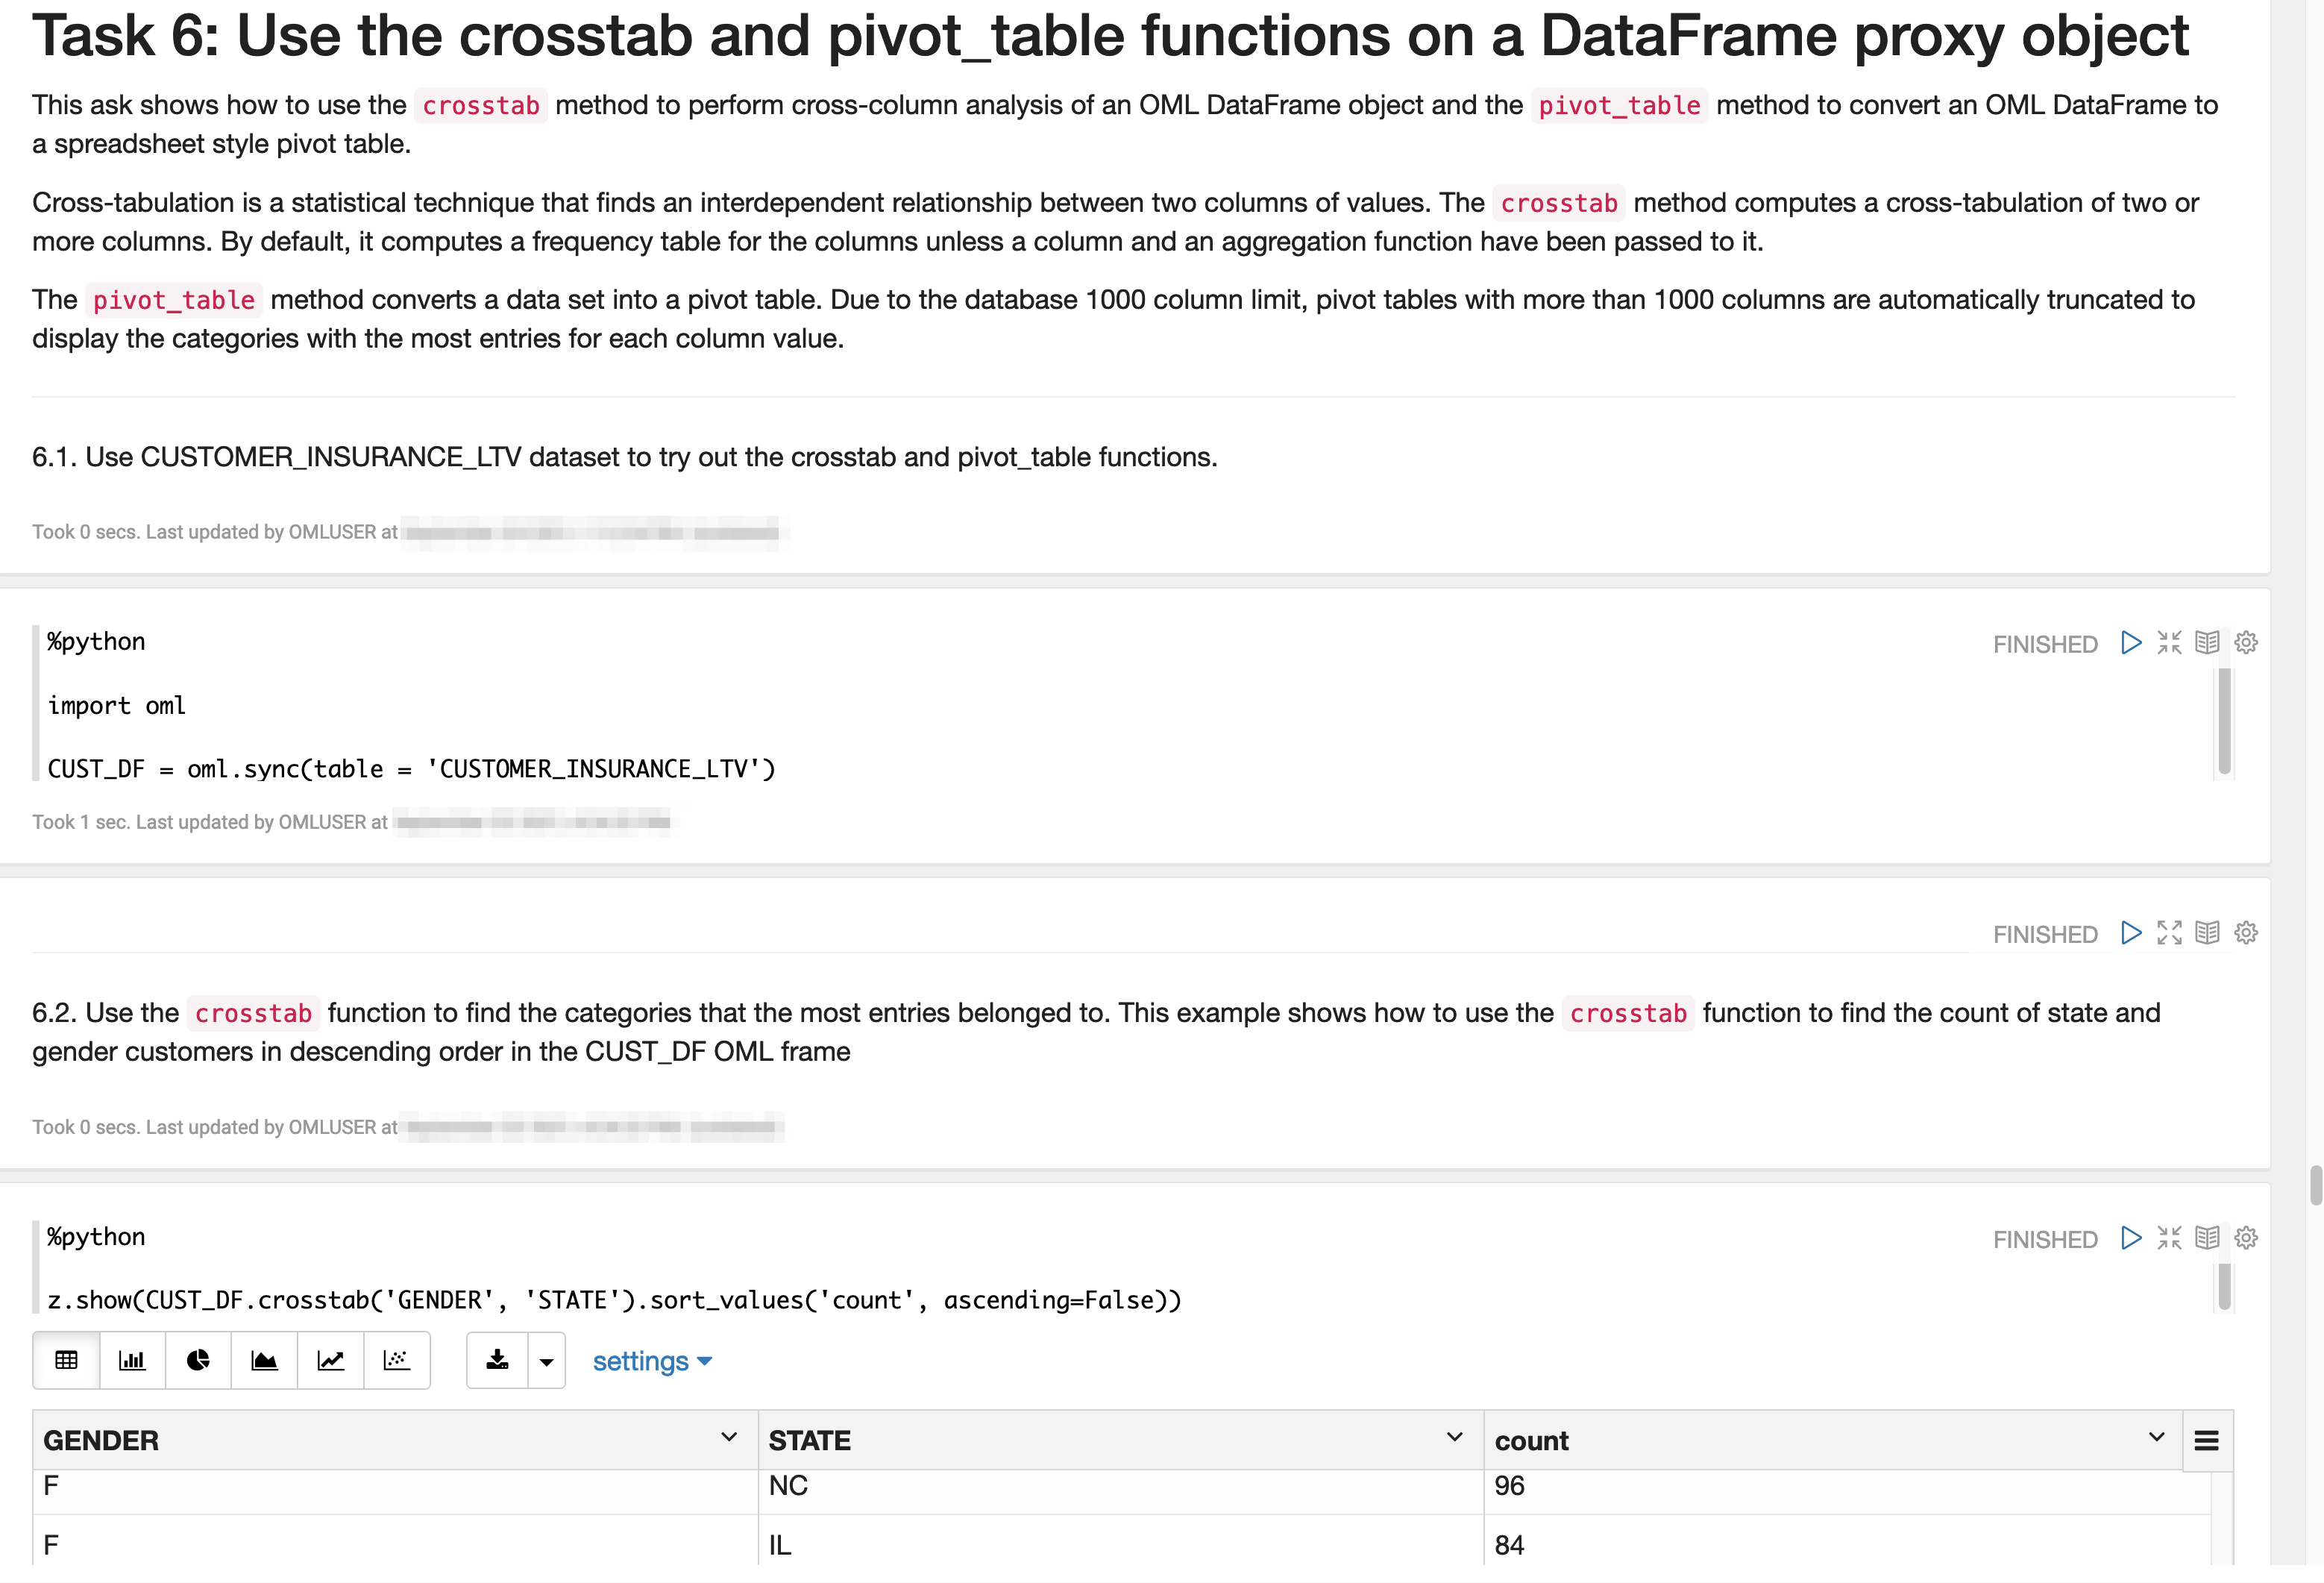 Task 6: Use the crosstab and pivot_table functions on a DataFrame proxy object
This ask shows how to use the crosstab method to perform cross-column analysis of an OML DataFrame object and the pivot_table method to convert an OML DataFrame to
a spreadsheet style pivot table.
Cross-tabulation is a statistical technique that finds an interdependent relationship between two columns of values. The crosstab method computes a cross-tabulation of two or
more columns. By default, it computes a frequency table for the columns unless a column and an aggregation function have been passed to it.
The pivot_table method converts a data set into a pivot table. Due to the database 1000 column limit, pivot tables with more than 1000 columns are automatically truncated to
display the categories with the most entries for each column value.
6.1. Use CUSTOMER_INSURANCE_LTV dataset to try out the crosstab and pivot_table functions.
Took 0 secs. Last updated by OMLUSER at
%python
FINISHED
import oml
CUST_DF = oml.sync(table = 'CUSTOMER_INSURANCE_LTV')
Took 1 sec. Last updated by OMLUSER at
FINISHED
6.2. Use the crosstab function to find the categories that the most entries belonged to. This example shows how to use the crosstab function to find the count of state and
gender customers in descending order in the CUST_DF OML frame
Took 0 secs. Last updated by OMLUSER at
%python
FINISHED
z.show(CUST_DF.crosstab('GENDER', 'STATE').sort_values('count', ascending=False))
settings
GENDER STATE count
F NC 96
F IL 84